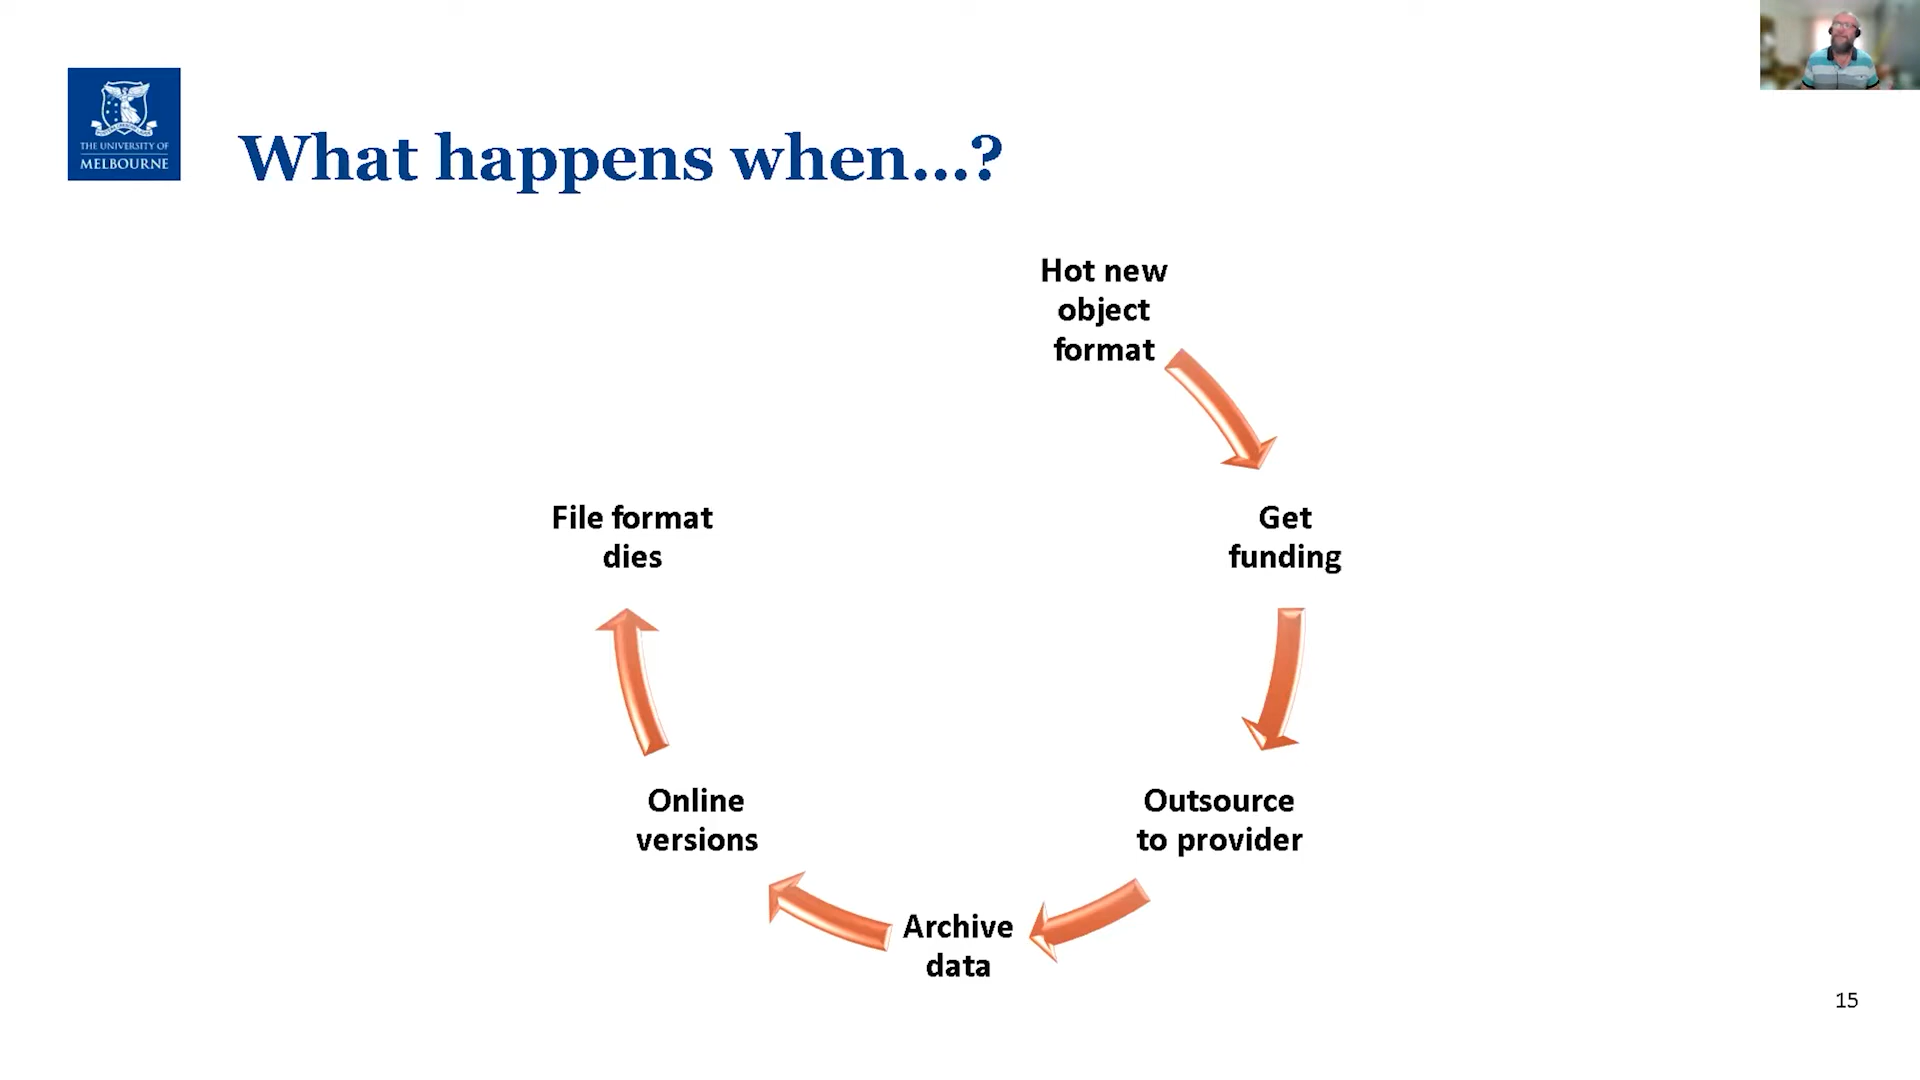 THE UNIVERSITY OF
MELBOURNE
What happens when...?
Hot new
object
format
Get
funding
Outsource
to provider
Archive
data
Online
versions
File format
dies
15